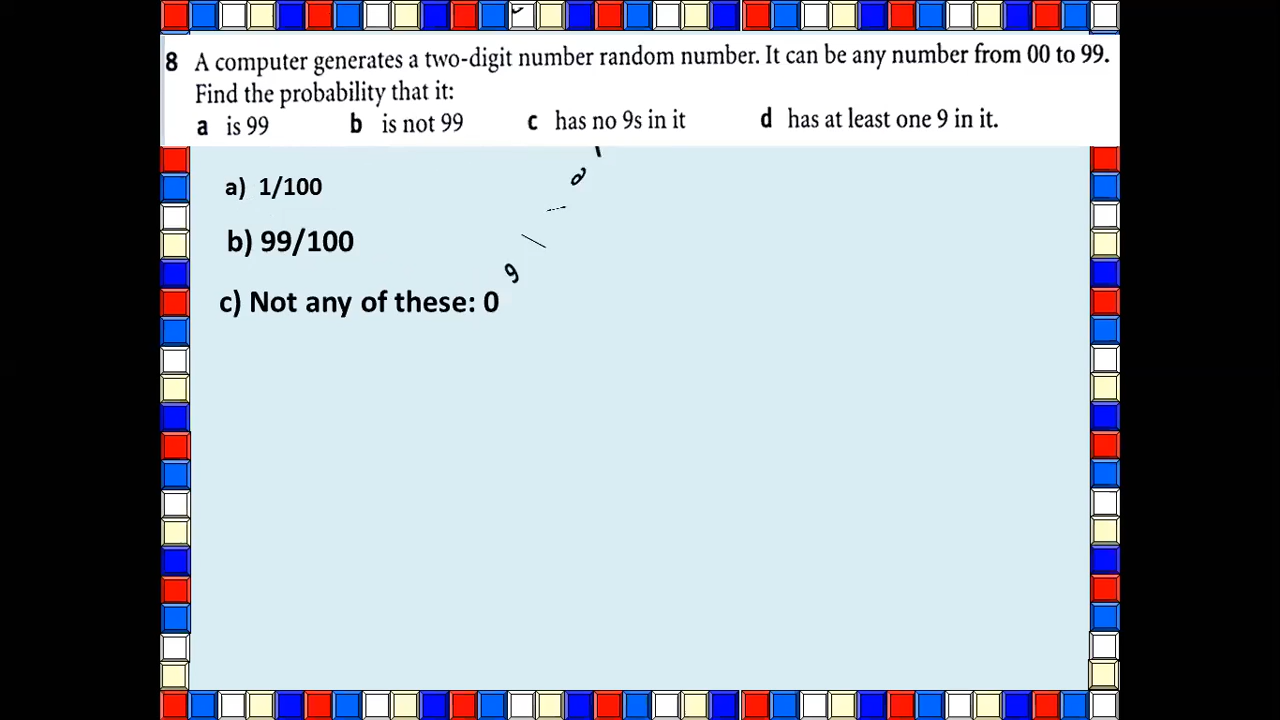 8 A computer generates a two-digit number random number. It can be any number from 00 to 99.
Find the probability that it:
a is 99 b is not 99 c has no 9s in it d has at least one 9 in it.
a) 1/100
b) 99/100
c) Not any of these: 0
9